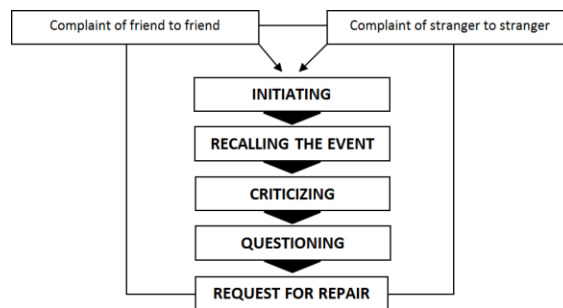 Complaint of friend to friend
Complaint of stranger to stranger
INITIATING
RECALLING THE EVENT
CRITICIZING
QUESTIONING
REQUEST FOR REPAIR